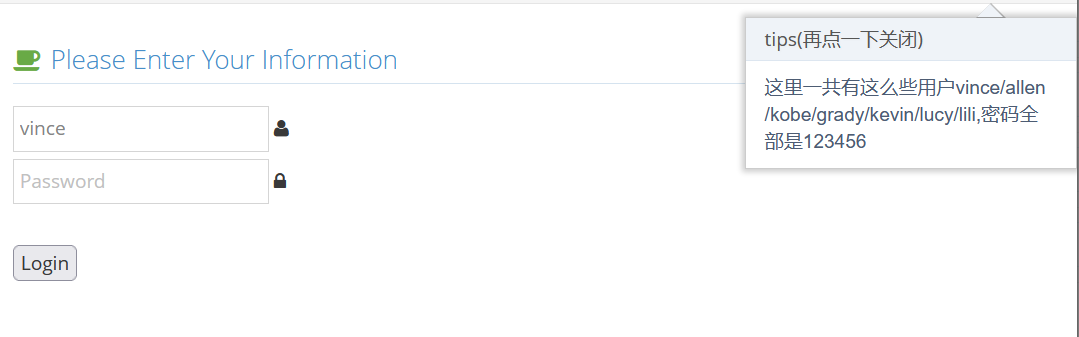 tips(再点一下关闭)
Please Enter Your Information
这里一共有这么些用户vince/allen
/kobe/grady/kevin/lucy/lili,密码全
部是123456
vince
Password
Login